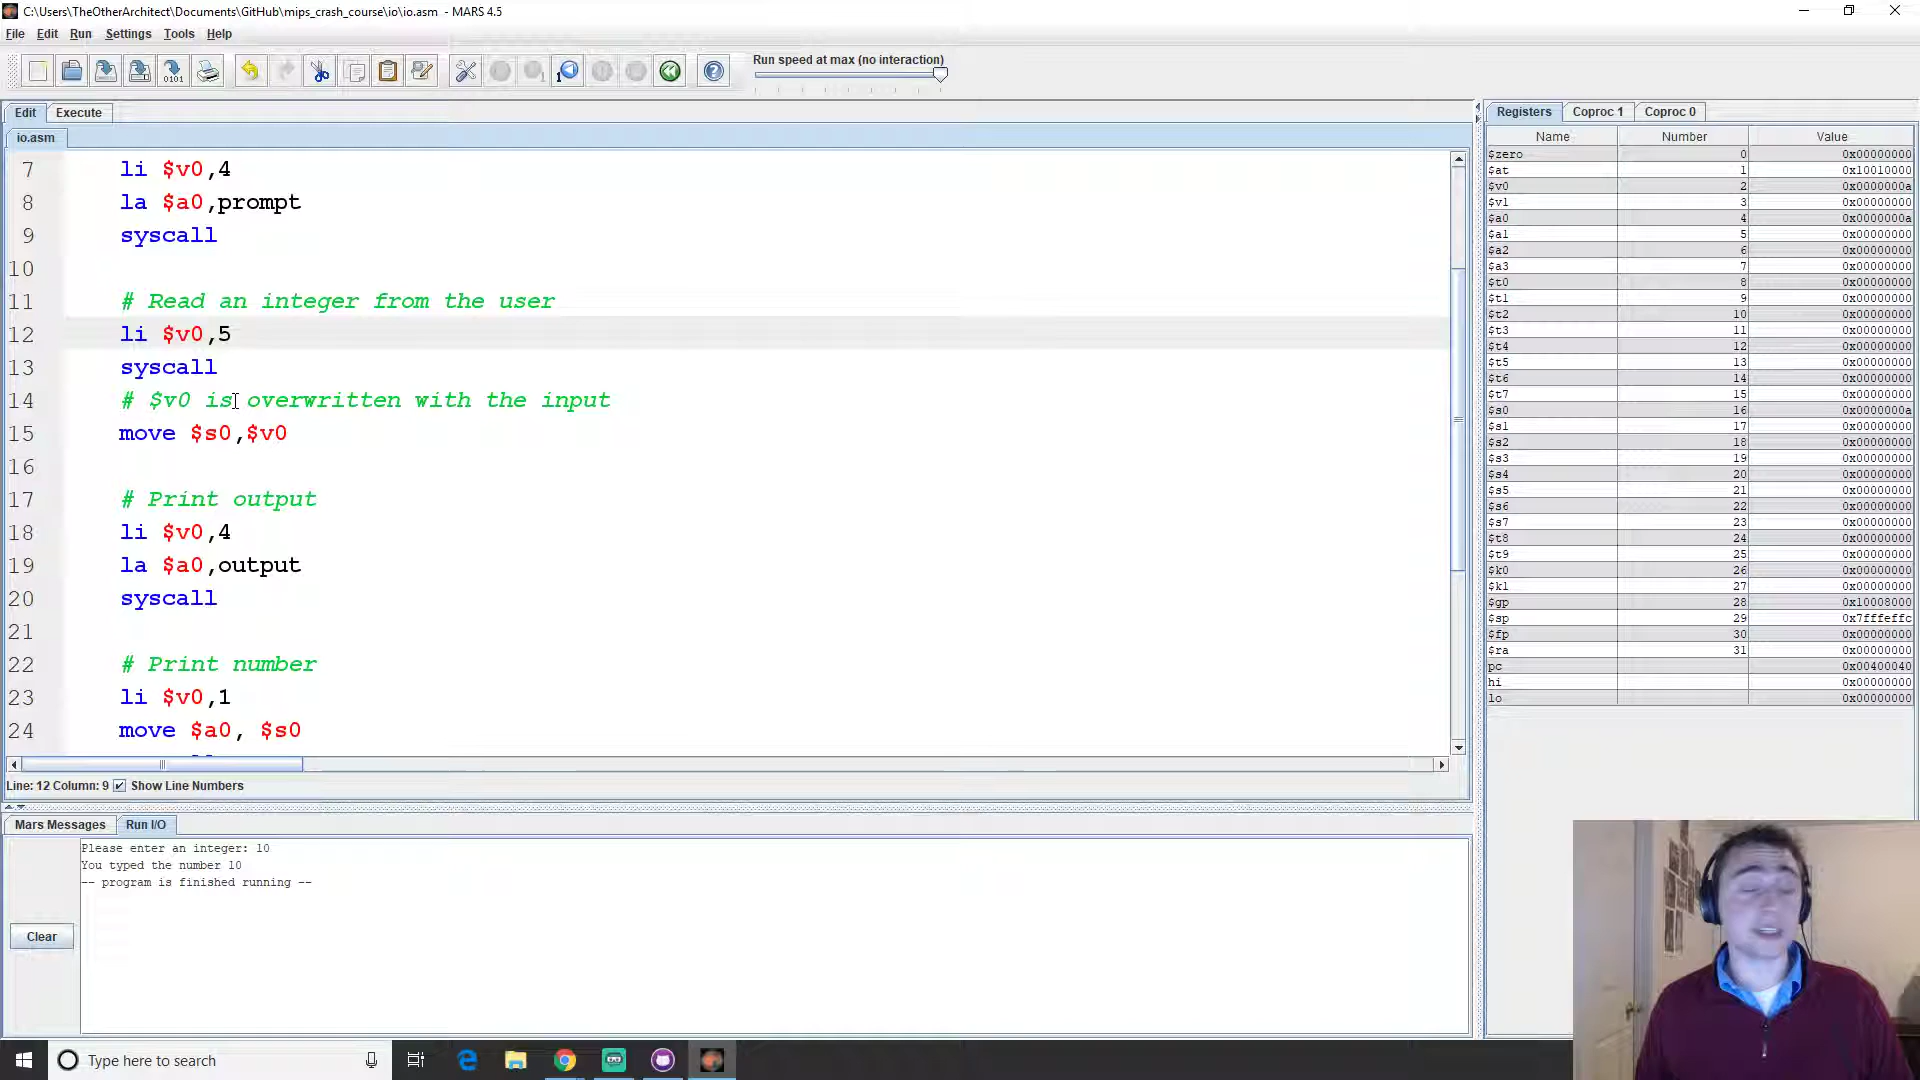 C:\Users\TheOtherArchitect\Documents\GitHub\mips_crash_course\io\io.asm - MARS 4.5
File Edit Run Settings Tools Help
Run speed at max (no interaction)
Edit Execute
io.asm
7 li $v0,4
8 la $a0,prompt
9 syscall
10
11 # Read an integer from the user
12 li $v0,5
13 syscall
14 # $v0 is overwritten with the input
15 move $s0,$v0
16
17 # Print output
18 li $v0,4
19 la $a0,output
20 syscall
21
22 # Print number
23 li $v0,1
24 move $a0, $s0
Line: 12 Column: 9 Show Line Numbers
Mars Messages Run I/O
Please enter an integer: 10
You typed the number 10
-- program is finished running --
Clear
Registers Coproc 1 Coproc 0
Name Number Value
$zero 0 0x00000000
$at 1 0x10010000
$v0 2 0x0000000a
$v1 3 0x00000000
$a0 4 0x0000000a
$a1 5 0x00000000
$a2 6 0x00000000
$a3 7 0x00000000
$t0 8 0x00000000
$t1 9 0x00000000
$t2 10 0x00000000
$t3 11 0x00000000
$t4 12 0x00000000
$t5 13 0x00000000
$t6 14 0x00000000
$t7 15 0x00000000
$s0 16 0x0000000a
$s1 17 0x00000000
$s2 18 0x00000000
$s3 19 0x00000000
$s4 20 0x00000000
$s5 21 0x00000000
$s6 22 0x00000000
$s7 23 0x00000000
$t8 24 0x00000000
$t9 25 0x00000000
$k0 26 0x00000000
$k1 27 0x00000000
$gp 28 0x10008000
$sp 29 0x7fffeffc
$fp 30 0x00000000
$ra 31 0x00000000
pc 0x00400040
hi 0x00000000
lo 0x00000000
Type here to search